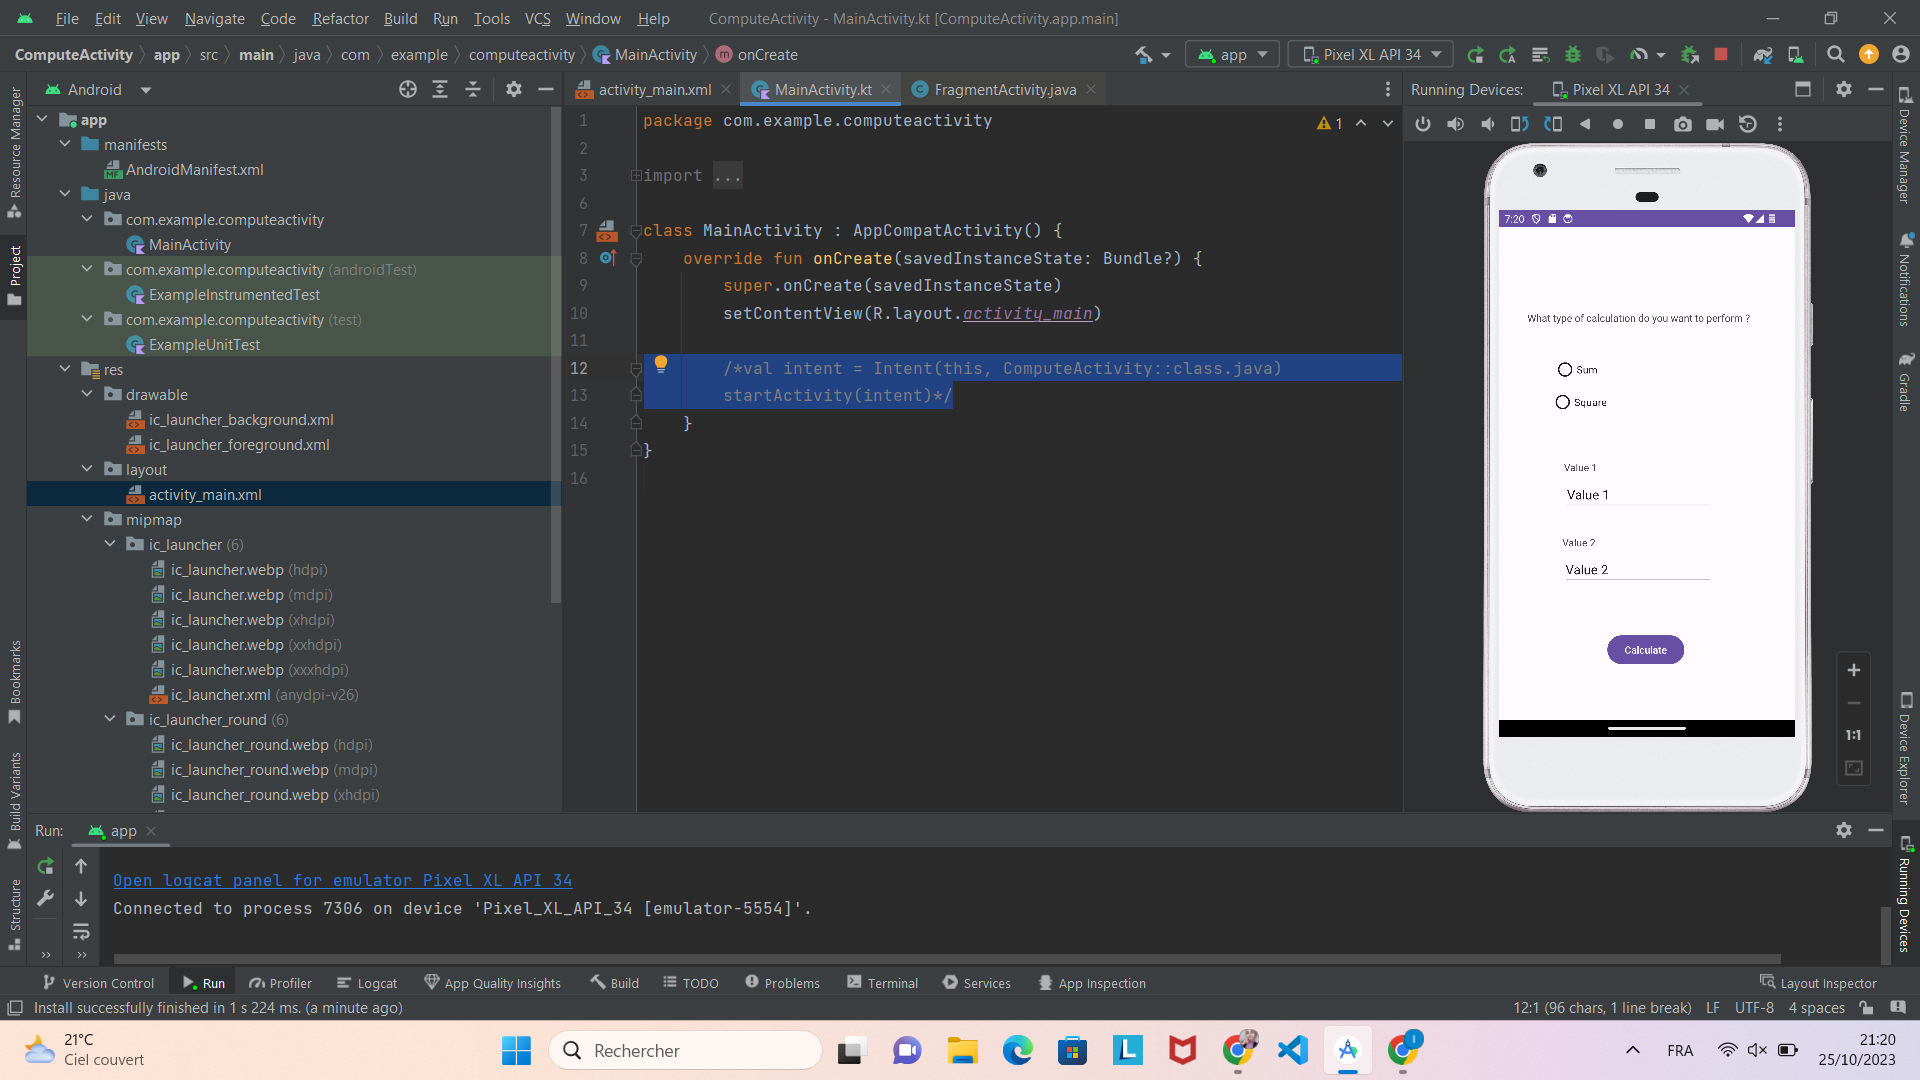 File Edit View Navigate Code Refactor Build Run Tools VCS Window Help ComputeActivity - MainActivity.kt [ComputeActivity.app.main]
ComputeActivity app src main java com example computeactivity MainActivity onCreate app Pixel XL API 34
Android
activity_main.xml MainActivity.kt FragmentActivity.java
Running Devices: Pixel XL API 34
Resource Manager
Project
Bookmarks
Build Variants
Structure
app
manifests
AndroidManifest.xml
java
com.example.computeactivity
MainActivity
com.example.computeactivity (androidTest)
ExampleInstrumentedTest
com.example.computeactivity (test)
ExampleUnitTest
res
drawable
ic_launcher_background.xml
ic_launcher_foreground.xml
layout
activity_main.xml
mipmap
ic_launcher (6)
ic_launcher.webp (hdpi)
ic_launcher.webp (mdpi)
ic_launcher.webp (xhdpi)
ic_launcher.webp (xxhdpi)
ic_launcher.webp (xxxhdpi)
ic_launcher.xml (anydpi-v26)
ic_launcher_round (6)
ic_launcher_round.webp (hdpi)
ic_launcher_round.webp (mdpi)
ic_launcher_round.webp (xhdpi)
1 package com.example.computeactivity
1
2
3 import ...
6
7 class MainActivity : AppCompatActivity() {
8 override fun onCreate(savedInstanceState: Bundle?) {
9 super.onCreate(savedInstanceState)
10 setContentView(R.layout.activity_main)
11
12 /*val intent = Intent(this, ComputeActivity::class.java)
13 startActivity(intent)*/
14 }
15 }
16
7:20
What type of calculation do you want to perform ?
Sum
Square
Value 1
Value 1
Value 2
Value 2
Calculate
1:1
Device Manager
Notifications
Gradle
Device Explorer
Running Devices
Run: app
Open logcat panel for emulator Pixel XL API 34
Connected to process 7306 on device 'Pixel_XL_API_34 [emulator-5554]'.
Version Control Run Profiler Logcat App Quality Insights Build TODO Problems Terminal Services App Inspection Layout Inspector
Install successfully finished in 1 s 224 ms. (a minute ago) 12:1 (96 chars, 1 line break) LF UTF-8 4 spaces
21°C
Ciel couvert
Rechercher
FRA
21:20
25/10/2023